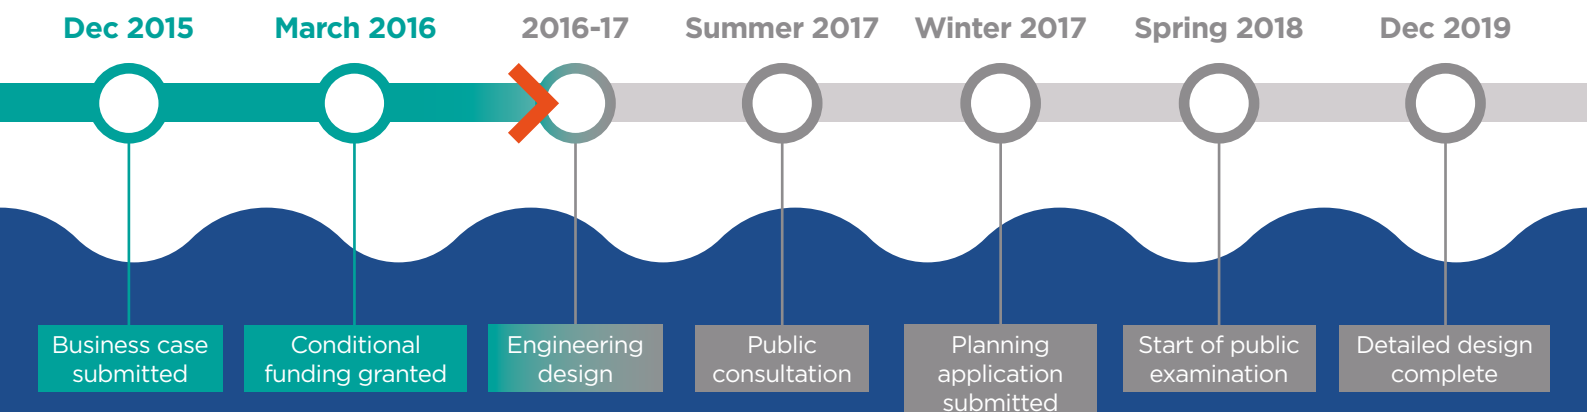 Dec 2015
March 2016
2016-17
Summer 2017
Winter 2017
Spring 2018
Dec 2019
Business case
submitted
Conditional
funding granted
Engineering
design
Public
consultation
Planning
application
submitted
Start of public
examination
Detailed design
complete